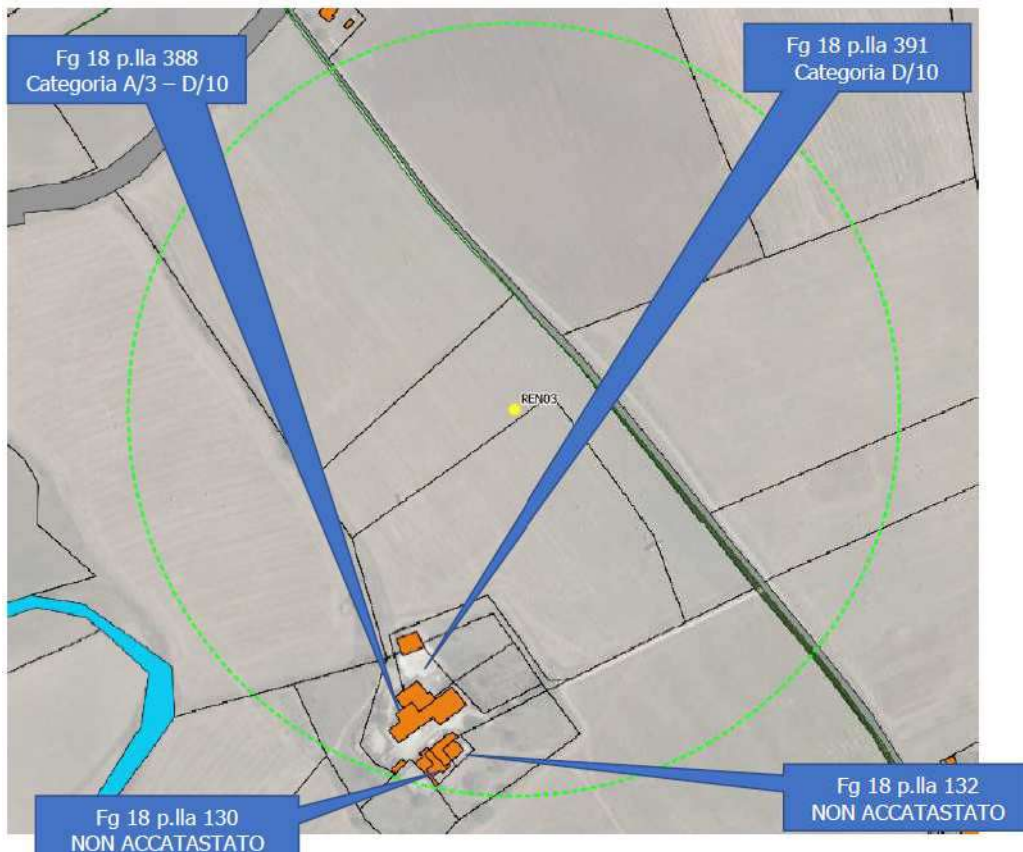 Fg 18 p.lla 388
Categoria A/3 – D/10
Fg 18 p.lla 391
Categoria D/10
REN03
Fg 18 p.lla 130
NON ACCATASTATO
Fg 18 p.lla 132
NON ACCATASTATO